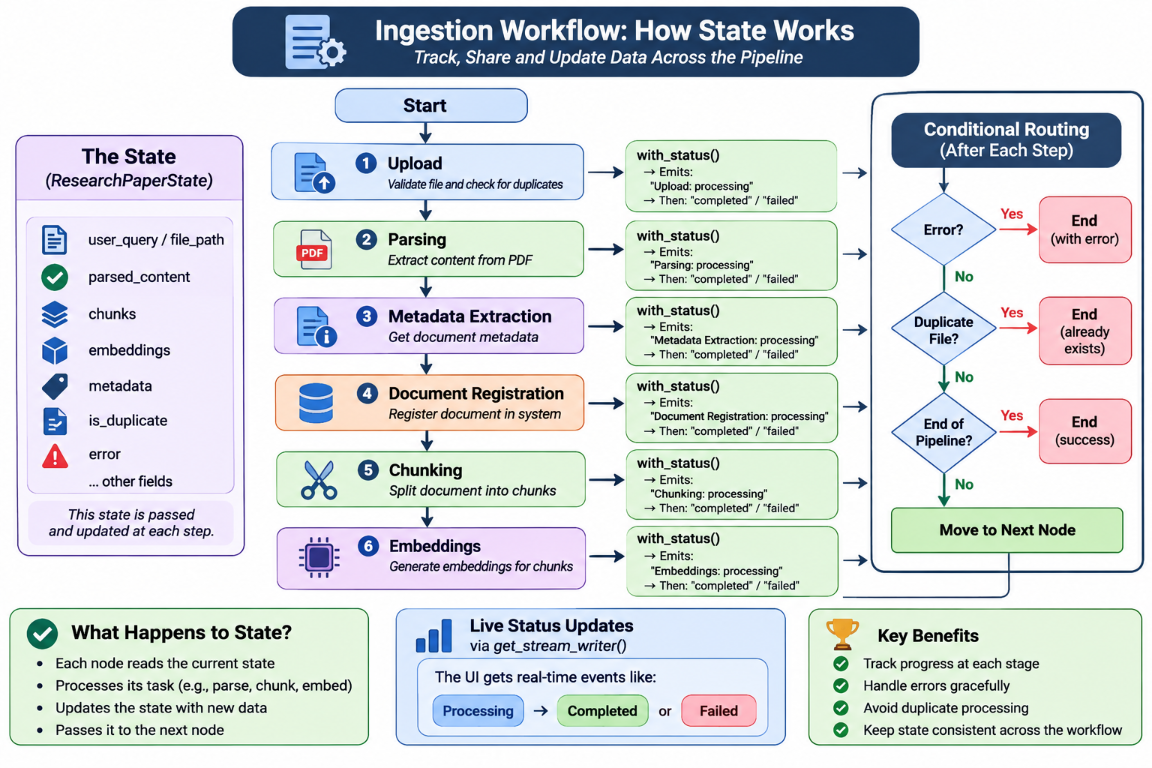 Ingestion Workflow: How State Works
Track, Share and Update Data Across the Pipeline
The State
(ResearchPaperState)
user_query / file_path
parsed_content
chunks
embeddings
metadata
is_duplicate
error
... other fields
This state is passed
and updated at each step.
Start
1 Upload
Validate file and check for duplicates
with_status()
→ Emits:
"Upload: processing"
→ Then: "completed" / "failed"
PDF
2 Parsing
Extract content from PDF
with_status()
→ Emits:
"Parsing: processing"
→ Then: "completed" / "failed"
3 Metadata Extraction
Get document metadata
with_status()
→ Emits:
"Metadata Extraction: processing"
→ Then: "completed" / "failed"
4 Document Registration
Register document in system
with_status()
→ Emits:
"Document Registration: processing"
→ Then: "completed" / "failed"
5 Chunking
Split document into chunks
with_status()
→ Emits:
"Chunking: processing"
→ Then: "completed" / "failed"
6 Embeddings
Generate embeddings for chunks
with_status()
→ Emits:
"Embeddings: processing"
→ Then: "completed" / "failed"
Conditional Routing
(After Each Step)
Error?
Yes
End
(with error)
No
Duplicate
File?
Yes
End
(already
exists)
No
End of
Pipeline?
Yes
End
(success)
No
Move to Next Node
What Happens to State?
• Each node reads the current state
• Processes its task (e.g., parse, chunk, embed)
• Updates the state with new data
• Passes it to the next node
Live Status Updates
via get_stream_writer()
The UI gets real-time events like:
Processing → Completed or Failed
Key Benefits
Track progress at each stage
Handle errors gracefully
Avoid duplicate processing
Keep state consistent across the workflow